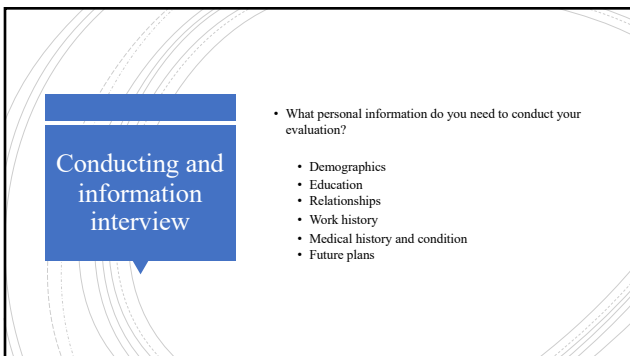 Conducting and
information
interview
• What personal information do you need to conduct your
evaluation?
• Demographics
• Education
• Relationships
• Work history
• Medical history and condition
• Future plans